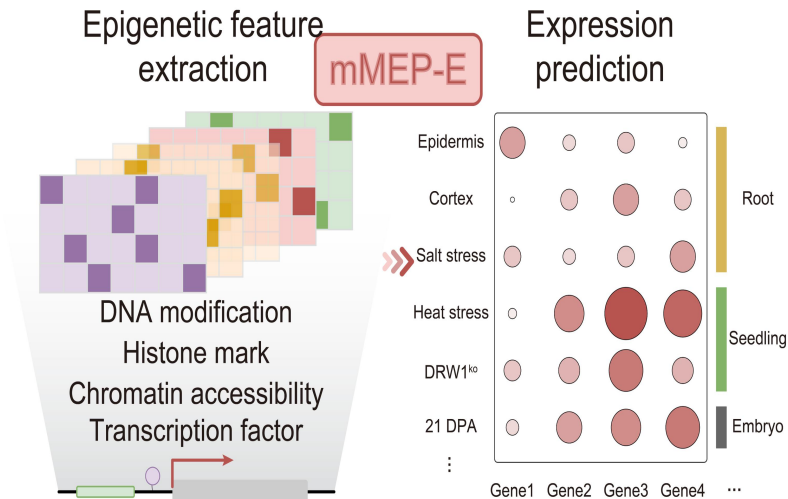 Epigenetic feature
extraction
mMEP-E
Expression
prediction
DNA modification
Histone mark
Chromatin accessibility
Transcription factor
Epidermis
Cortex
Salt stress
Heat stress
DRW1ᵏᵒ
21 DPA
⋮
Root
Seedling
Embryo
Gene1 Gene2 Gene3 Gene4 ...